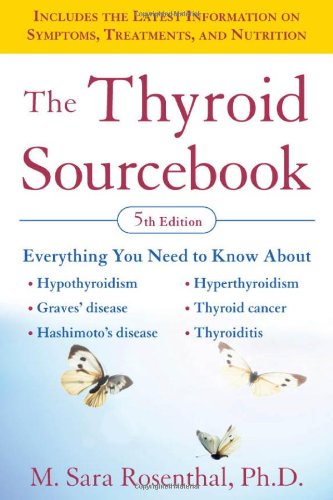 INCLUDES THE LATEST INFORMATION ON
SYMPTOMS, TREATMENTS, AND NUTRITION
The Thyroid
Sourcebook
5th Edition
Everything You Need to Know About
• Hypothyroidism
• Graves' disease
• Hashimoto's disease
• Hyperthyroidism
• Thyroid cancer
• Thyroiditis
M. Sara Rosenthal, Ph.D.